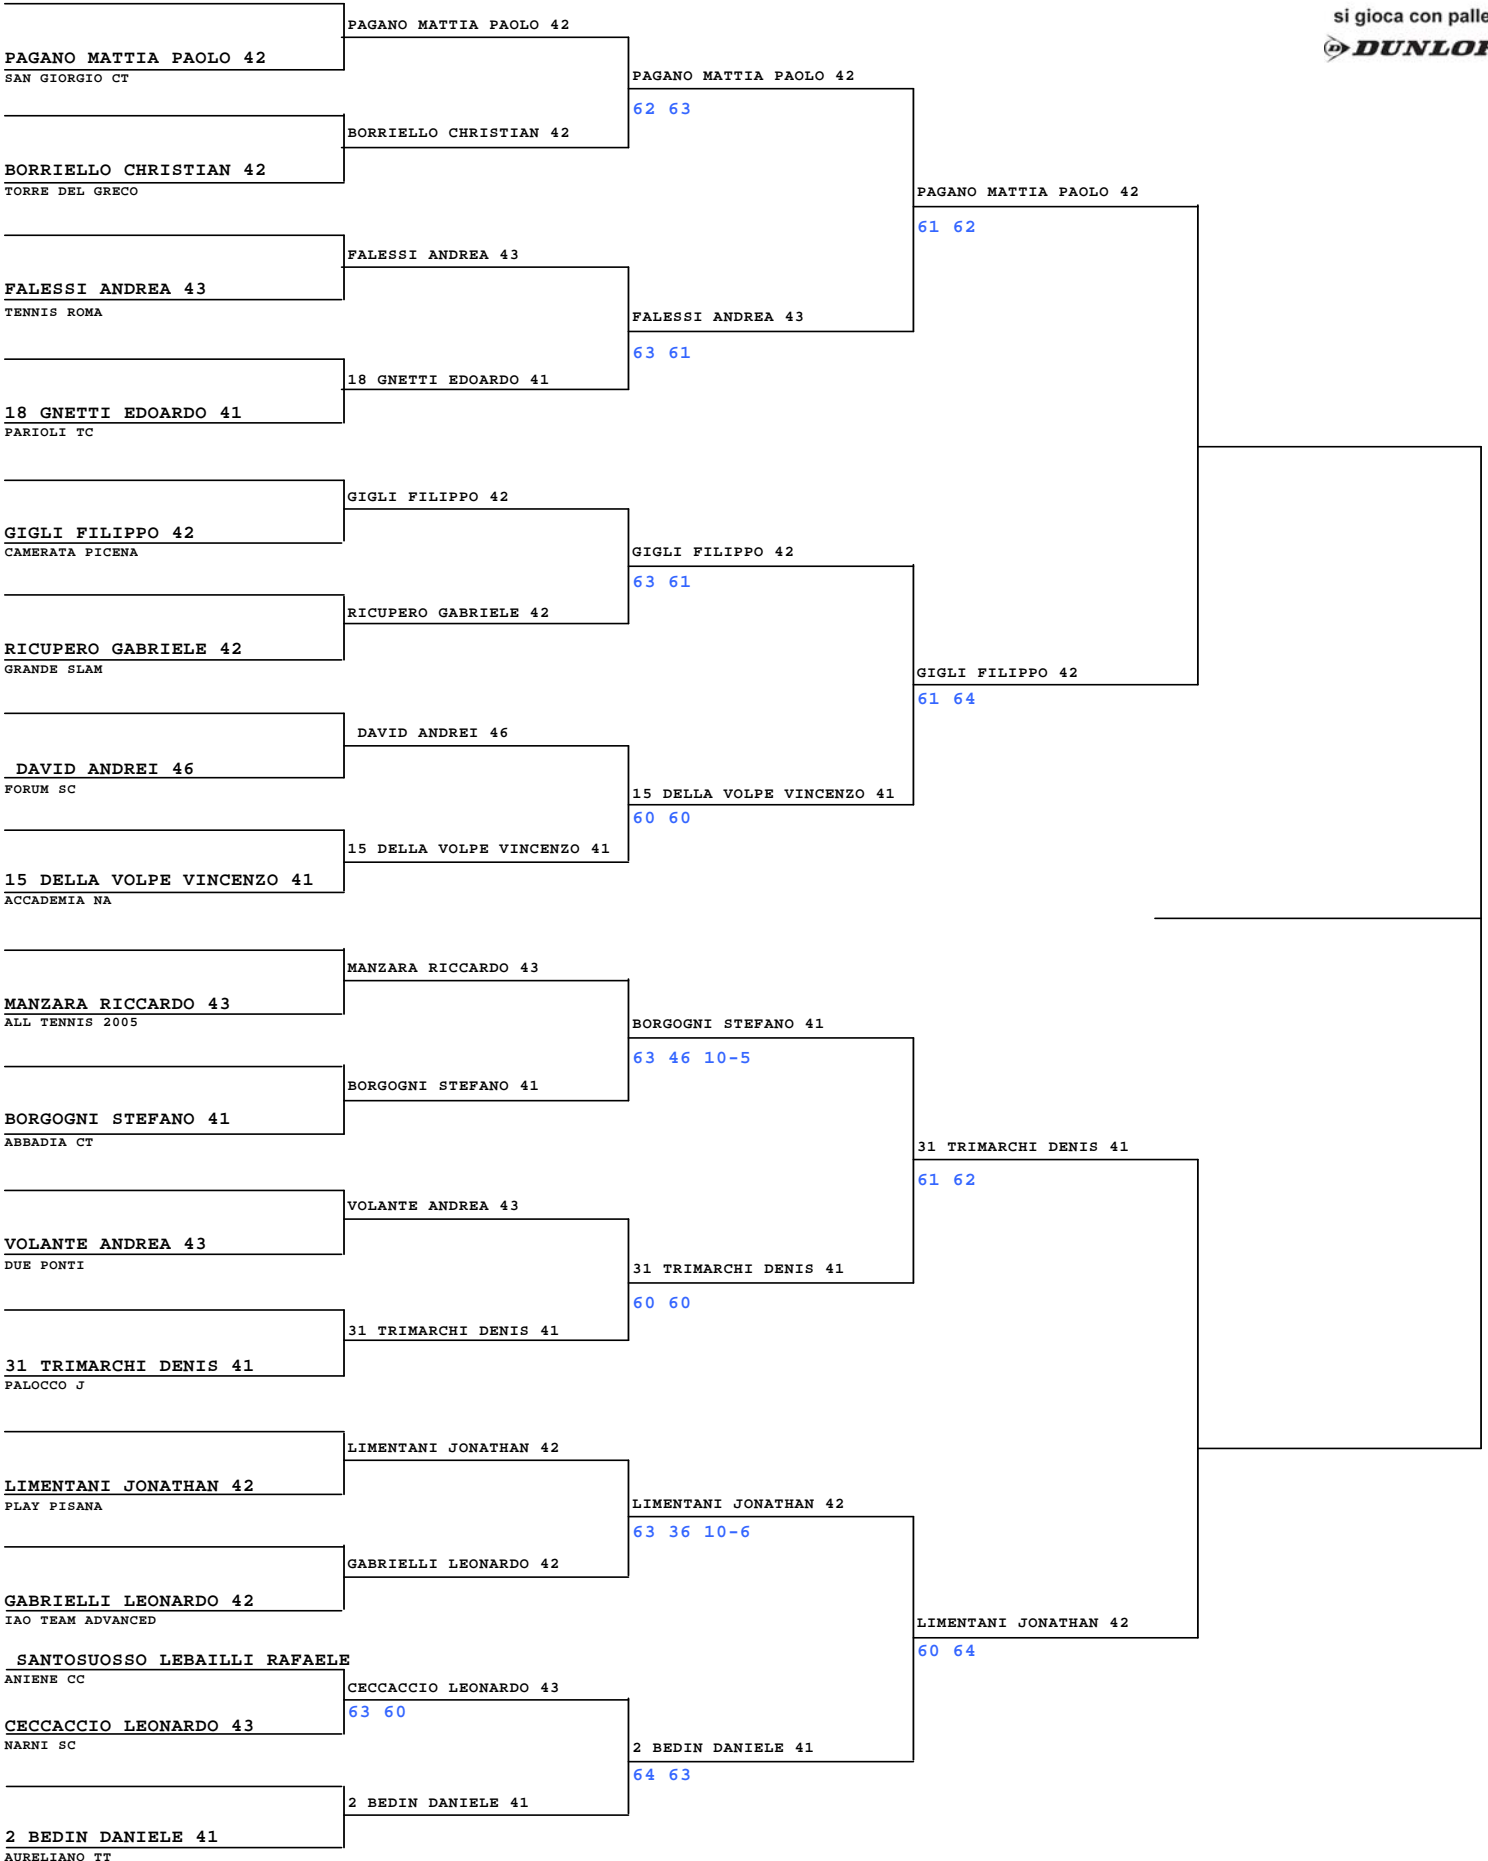 si gioca con palle
DUNLOP
PAGANO MATTIA PAOLO 42
PAGANO MATTIA PAOLO 42
SAN GIORGIO CT
PAGANO MATTIA PAOLO 42
62 63
BORRIELLO CHRISTIAN 42
BORRIELLO CHRISTIAN 42
TORRE DEL GRECO
PAGANO MATTIA PAOLO 42
61 62
FALESSI ANDREA 43
FALESSI ANDREA 43
TENNIS ROMA
FALESSI ANDREA 43
63 61
18 GNETTI EDOARDO 41
18 GNETTI EDOARDO 41
PARIOLI TC
GIGLI FILIPPO 42
GIGLI FILIPPO 42
CAMERATA PICENA
GIGLI FILIPPO 42
63 61
RICUPERO GABRIELE 42
RICUPERO GABRIELE 42
GRANDE SLAM
GIGLI FILIPPO 42
61 64
DAVID ANDREI 46
DAVID ANDREI 46
FORUM SC
15 DELLA VOLPE VINCENZO 41
60 60
15 DELLA VOLPE VINCENZO 41
15 DELLA VOLPE VINCENZO 41
ACCADEMIA NA
MANZARA RICCARDO 43
MANZARA RICCARDO 43
ALL TENNIS 2005
BORGOGNI STEFANO 41
63 46 10-5
BORGOGNI STEFANO 41
BORGOGNI STEFANO 41
ABBADIA CT
31 TRIMARCHI DENIS 41
61 62
VOLANTE ANDREA 43
VOLANTE ANDREA 43
DUE PONTI
31 TRIMARCHI DENIS 41
60 60
31 TRIMARCHI DENIS 41
31 TRIMARCHI DENIS 41
PALOCCO J
LIMENTANI JONATHAN 42
LIMENTANI JONATHAN 42
PLAY PISANA
LIMENTANI JONATHAN 42
63 36 10-6
GABRIELLI LEONARDO 42
GABRIELLI LEONARDO 42
IAO TEAM ADVANCED
LIMENTANI JONATHAN 42
60 64
SANTOSUOSSO LEBAILLI RAFAELE
ANIENE CC
CECCACCIO LEONARDO 43
63 60
CECCACCIO LEONARDO 43
NARNI SC
2 BEDIN DANIELE 41
64 63
2 BEDIN DANIELE 41
2 BEDIN DANIELE 41
AURELIANO TT